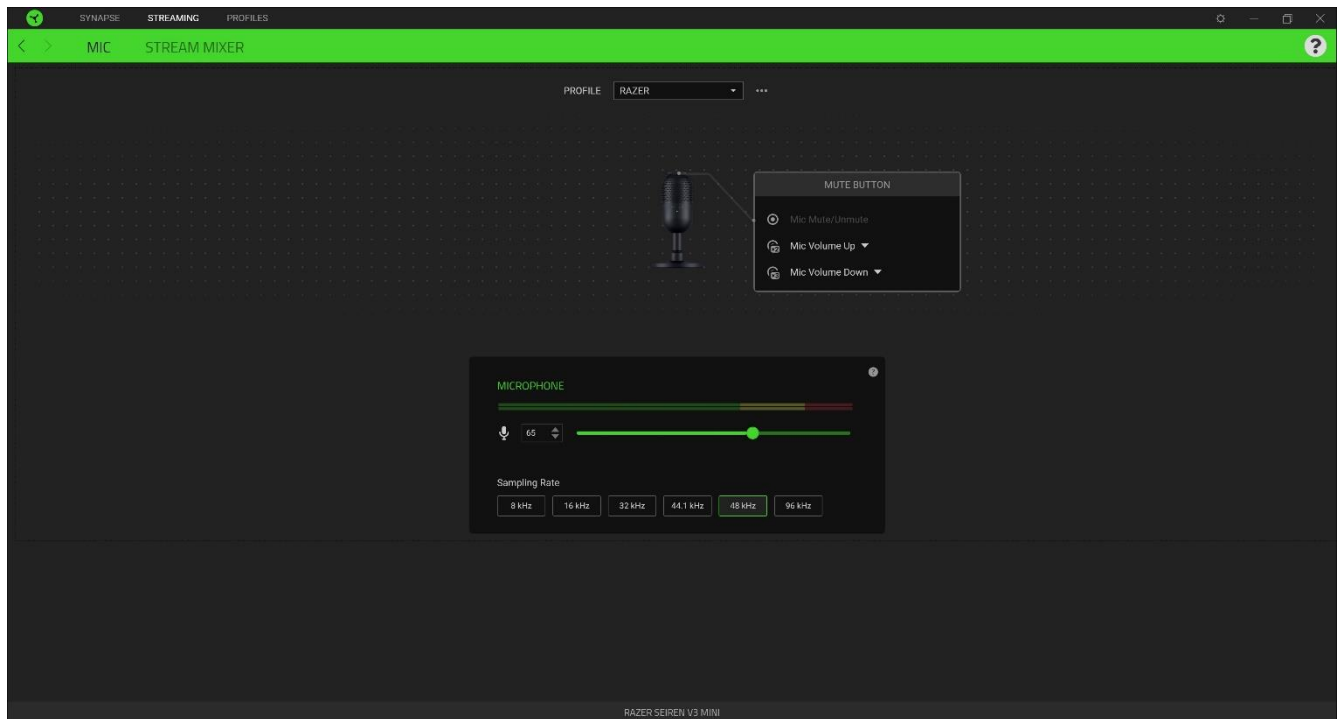 SYNAPSE STREAMING PROFILES
MIC STREAM MIXER ?
PROFILE RAZER
MUTE BUTTON
Mic Mute/Unmute
Mic Volume Up
Mic Volume Down
MICROPHONE ?
65
Sampling Rate
8 kHz 16 kHz 32 kHz 44.1 kHz 48 kHz 96 kHz
RAZER SEIREN V3 MINI